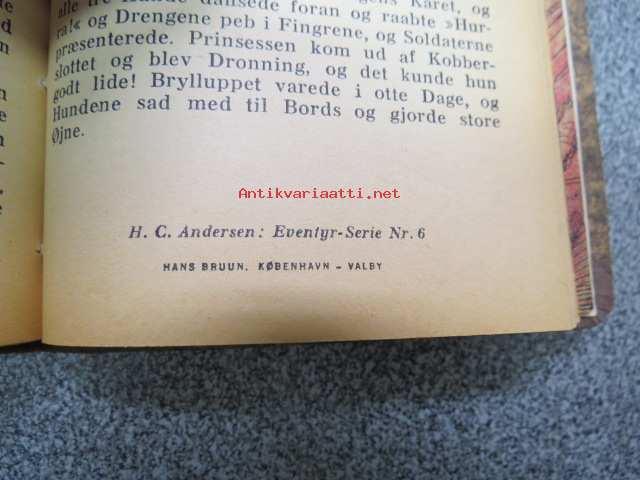 Karet, og
alle tre Hunde dansede foran og raabte »Hur-
ra!« og Drengene peb i Fingrene, og Soldaterne
præsenterede. Prinsessen kom ud af Kobber-
slottet og blev Dronning, og det kunde hun
godt lide! Brylluppet varede i otte Dage, og
Hundene sad med til Bords og gjorde store
Øjne.
Antikvariaatti.net
H. C. Andersen: Eventyr-Serie Nr. 6
HANS BRUUN. KØBENHAVN - VALBY